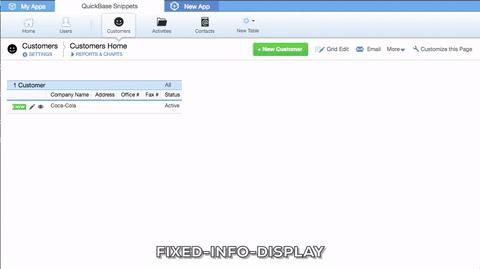 My Apps QuickBase Snippets New App
Home Users Customers Activities Contacts New Table
Customers Customers Home + New Customer Grid Edit Email More Customize this Page
SETTINGS REPORTS & CHARTS
1 Customer All
Company Name Address Office # Fax # Status
NEW Coca-Cola Active
FIXED-INFO-DISPLAY